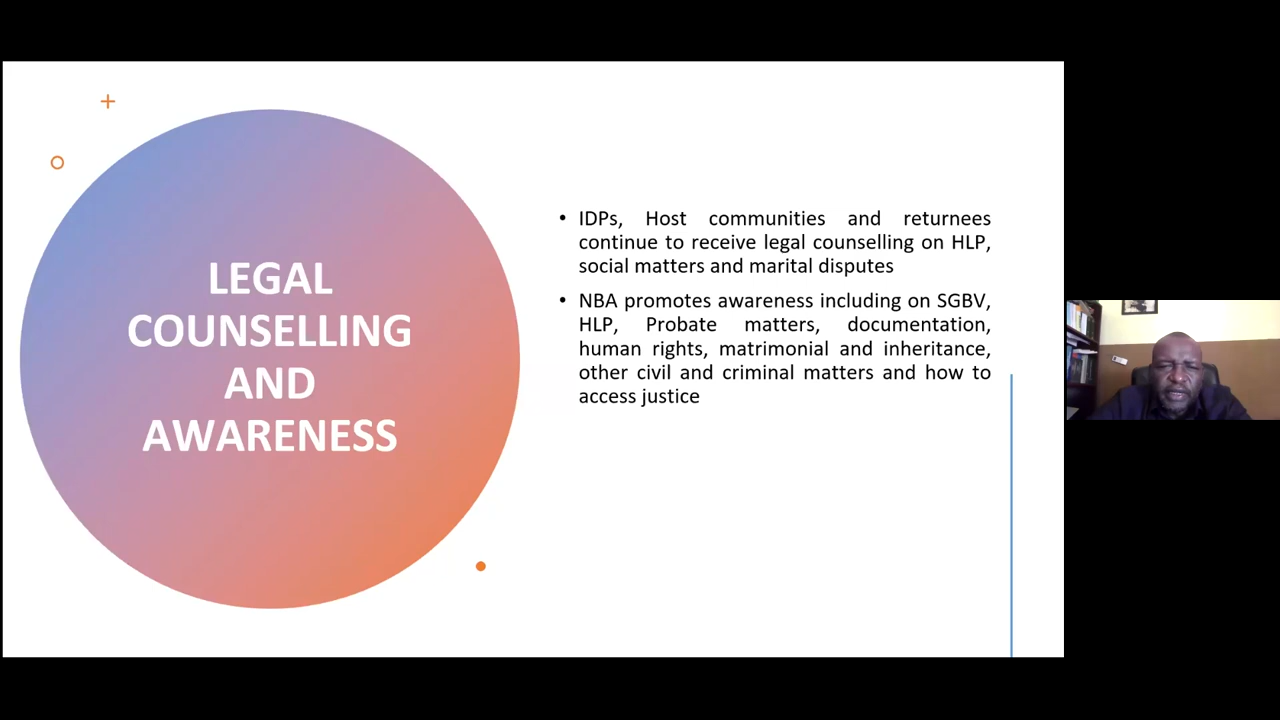 LEGAL
COUNSELLING
AND
AWARENESS
• IDPs, Host communities and returnees
continue to receive legal counselling on HLP,
social matters and marital disputes
• NBA promotes awareness including on SGBV,
HLP, Probate matters, documentation,
human rights, matrimonial and inheritance,
other civil and criminal matters and how to
access justice